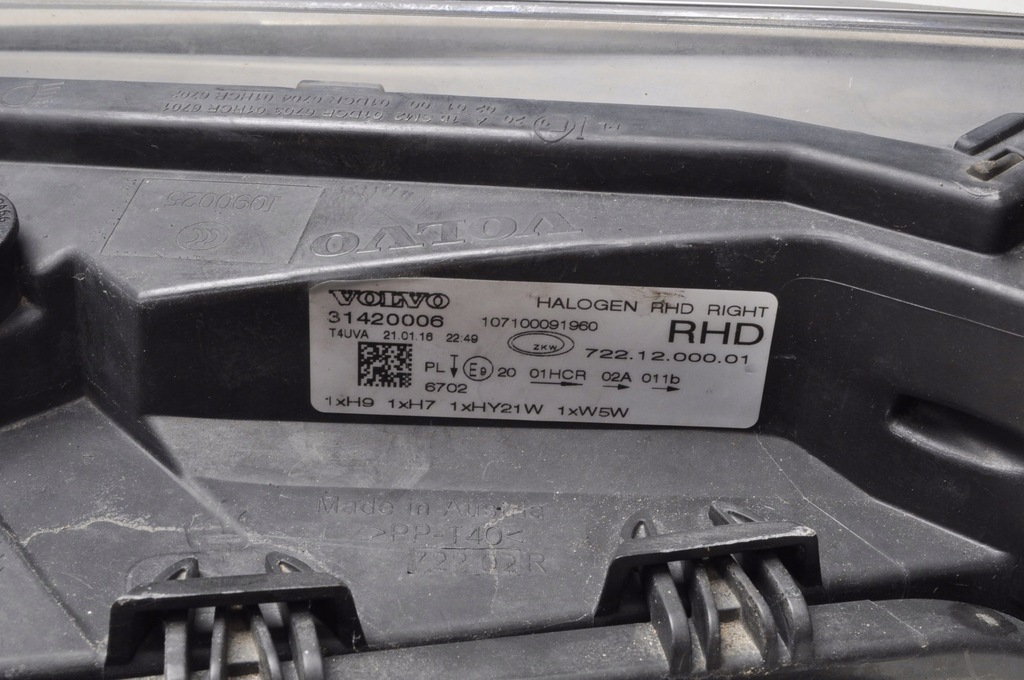 1090025
CCC
VOLVO
VOLVO
HALOGEN RHD RIGHT
31420006
107100091960
RHD
T4UVA 21.01.16 22:49
ZKW
722.12.000.01
PL E9 20 01HCR 02A 011b
6702
1xH9 1xH7 1xHY21W 1xW5W
Made in Austria
>PP-T40<
722.02R